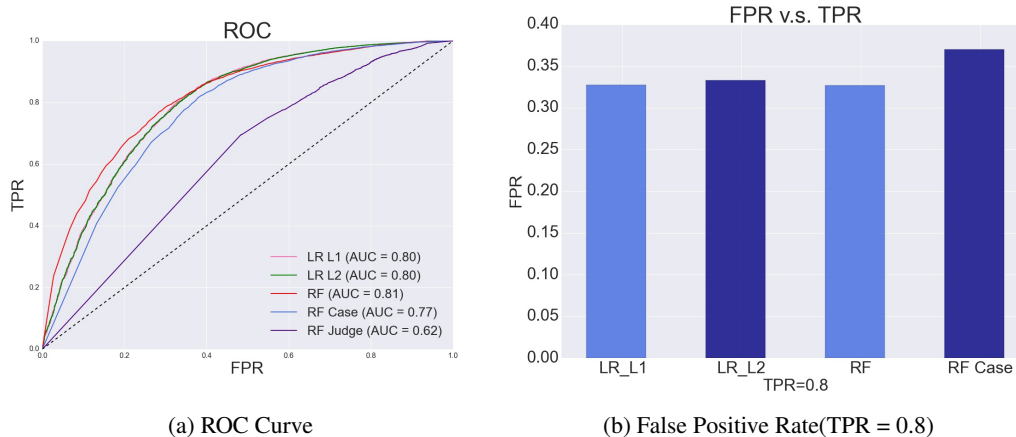 ROC
1.0
0.8
0.6
0.4
0.2
0.0
TPR
0.0
0.2
0.4
0.6
0.8
1.0
FPR
LR L1 (AUC = 0.80)
LR L2 (AUC = 0.80)
RF (AUC = 0.81)
RF Case (AUC = 0.77)
RF Judge (AUC = 0.62)
(a) ROC Curve
FPR v.s. TPR
0.40
0.35
0.30
0.25
0.20
0.15
0.10
0.05
0.00
FPR
LR_L1
LR_L2
RF
RF Case
TPR=0.8
(b) False Positive Rate(TPR = 0.8)